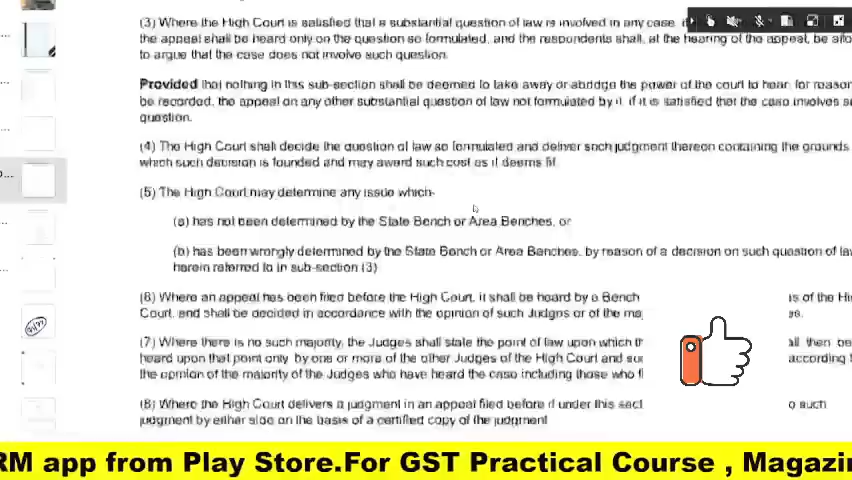 (3) Where the High Court is satisfied that a substantial question of law is involved in any case, it
the appeal shall be heard only on the question so formulated, and the respondents shall, at the hearing of the appeal, be
to argue that the case does not involve such question.
Provided that nothing in this sub-section shall be deemed to take away or abridge the power of the court to hear, for
be recorded, the appeal on any other substantial question of law not formulated by it, if it is satisfied that the case involves
question.
(4) The High Court shall decide the question of law so formulated and deliver such judgment thereon containing the grounds
which such decision is founded and may award such cost as it deems fit
(5) The High Court may determine any issue which-
(a) has not been determined by the State Bench or Area Benches, or
(b) has been wrongly determined by the State Bench or Area Benches, by reason of a decision on such question of
herein referred to in sub-section (3)
(6) Where an appeal has been filed before the High Court, it shall be heard by a Bench of the
Court, and shall be decided in accordance with the opinion of such Judges or of the
(7) Where there is no such majority, the Judges shall state the point of law upon which then be
heard upon that point only by one or more of the other Judges of the High Court and according
the opinion of the majority of the Judges who have heard the case including those who
(8) Where the High Court delivers a judgment in an appeal filed before it under this such
judgment by either side on the basis of a certified copy of the judgment
RM app from Play Store.For GST Practical Course , Magazin